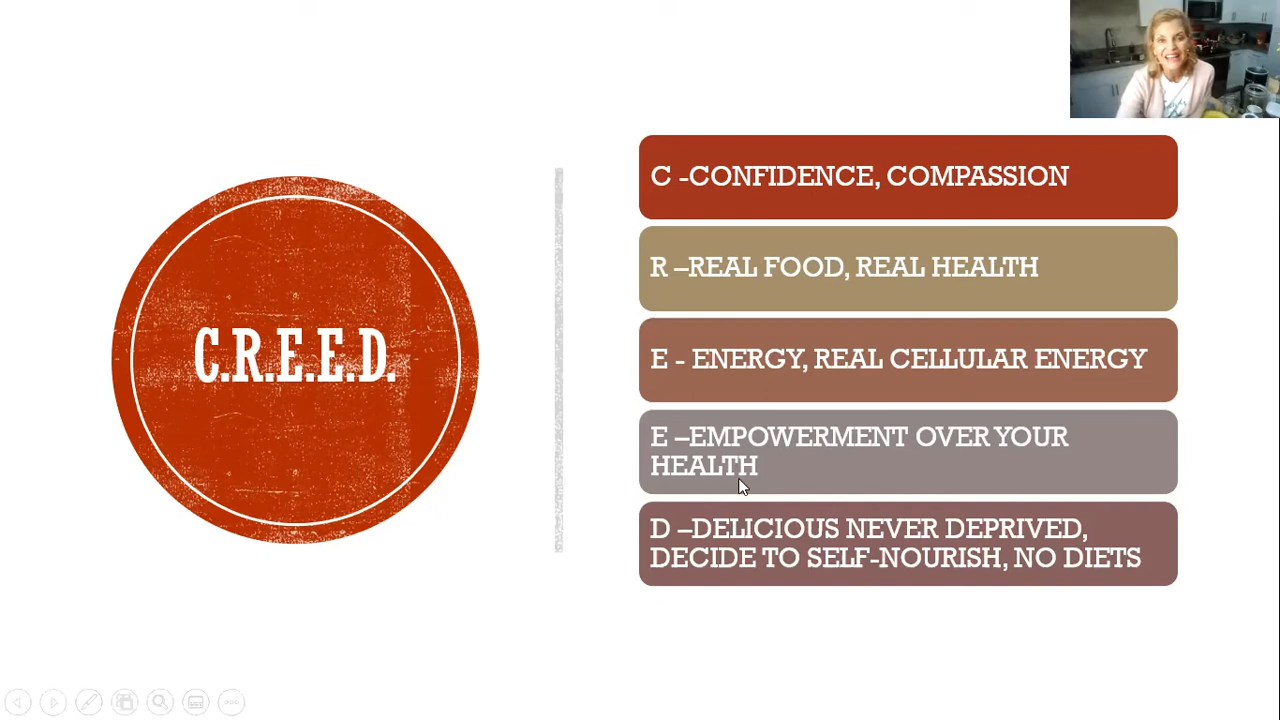 C.R.E.E.D.
C -CONFIDENCE, COMPASSION
R –REAL FOOD, REAL HEALTH
E - ENERGY, REAL CELLULAR ENERGY
E –EMPOWERMENT OVER YOUR
HEALTH
D –DELICIOUS NEVER DEPRIVED,
DECIDE TO SELF-NOURISH, NO DIETS